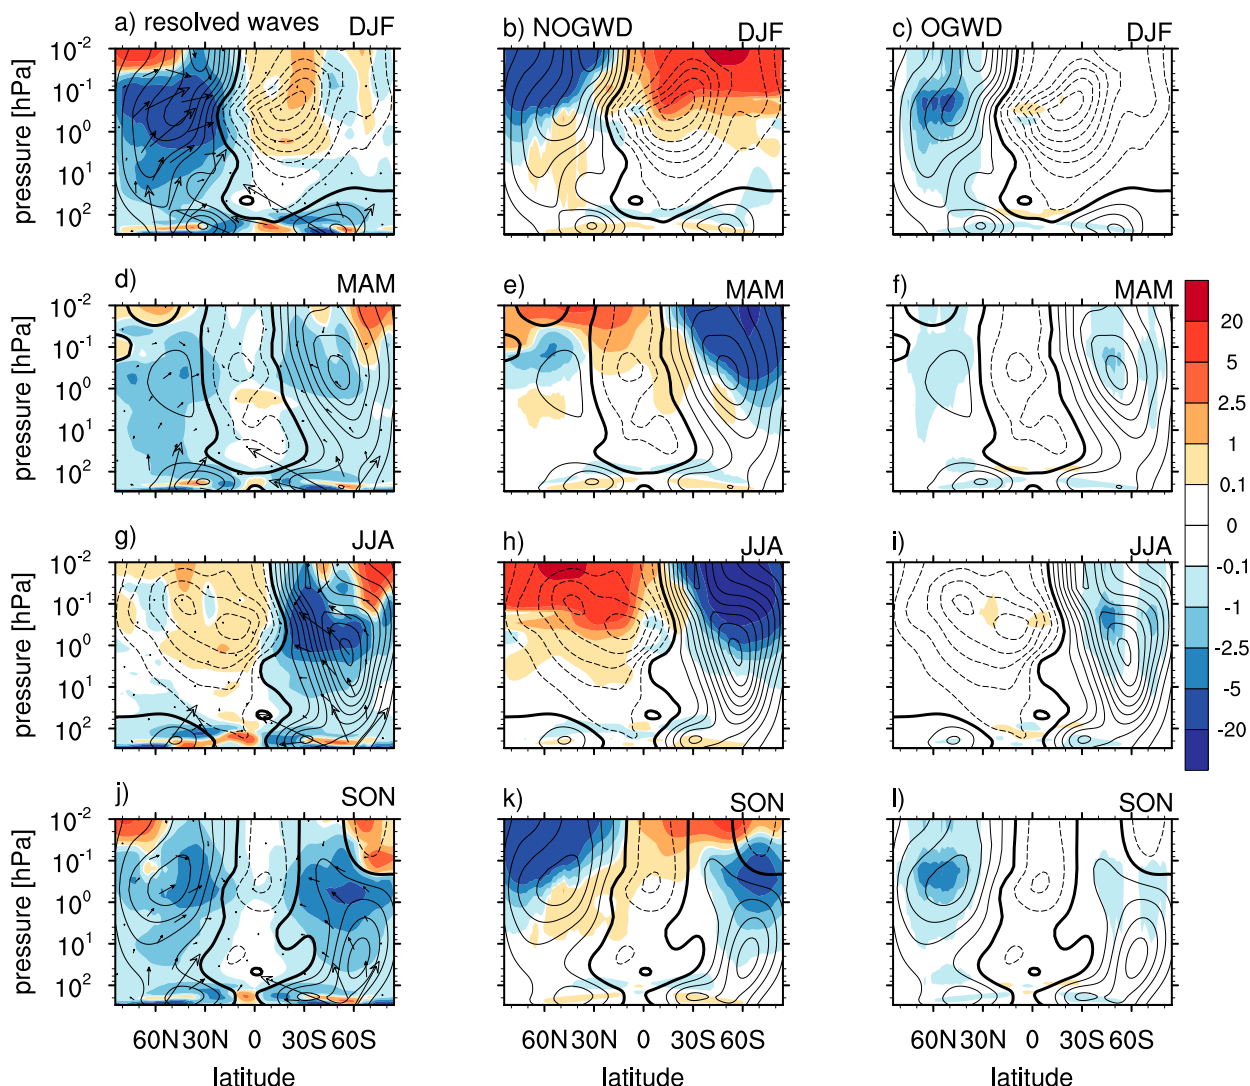 a) resolved waves DJF
b) NOGWD DJF
c) OGWD DJF
pressure [hPa]
10-2
10-1
100
101
102
d) MAM
e) MAM
f) MAM
pressure [hPa]
10-2
10-1
100
101
102
20
5
2.5
1
0.1
0
-0.1
-1
-2.5
-5
-20
g) JJA
h) JJA
i) JJA
pressure [hPa]
10-2
10-1
100
101
102
j) SON
k) SON
l) SON
pressure [hPa]
10-2
10-1
100
101
102
60N 30N 0 30S 60S
60N 30N 0 30S 60S
60N 30N 0 30S 60S
latitude
latitude
latitude